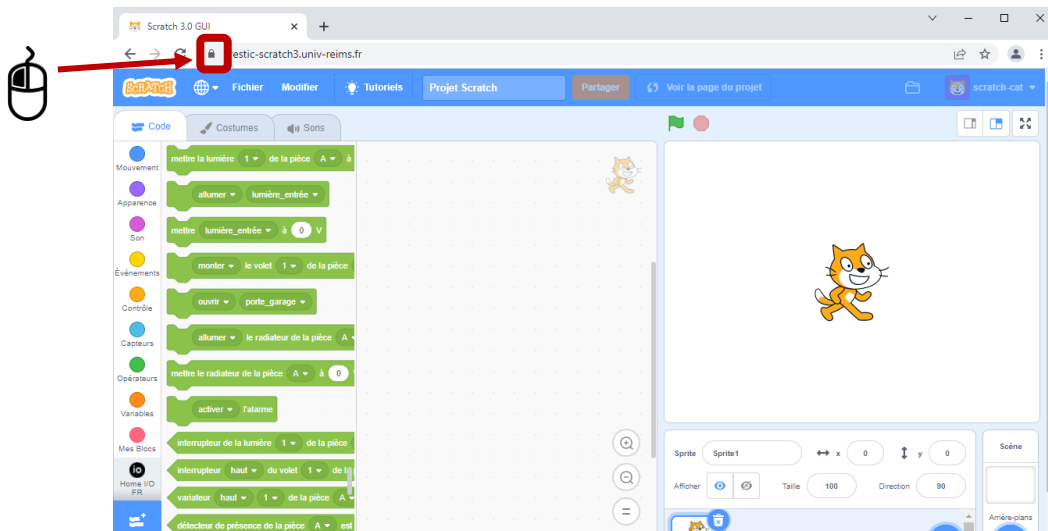 Scratch 3.0 GUI
restic-scratch3.univ-reims.fr
SCRATCH Fichier Modifier Tutoriels Projet Scratch Partager Voir la page du projet scratch-cat
Code Costumes Sons
Mouvement
Apparence
Son
Événements
Contrôle
Capteurs
Opérateurs
Variables
Mes Blocs
Home I/O
FR
mettre la lumière 1 de la pièce A à
allumer lumière_entrée
mettre lumière_entrée à 0 V
monter le volet 1 de la pièce
ouvrir porte_garage
allumer le radiateur de la pièce A
mettre le radiateur de la pièce A à 0
activer l'alarme
interrupteur de la lumière 1 de la pièce
interrupteur haut du volet 1 de la
variateur haut 1 de la pièce A
détecteur de présence de la pièce A est
Sprite Sprite1 x 0 y 0
Afficher Taille 100 Direction 90
Scène
Arrière-plans